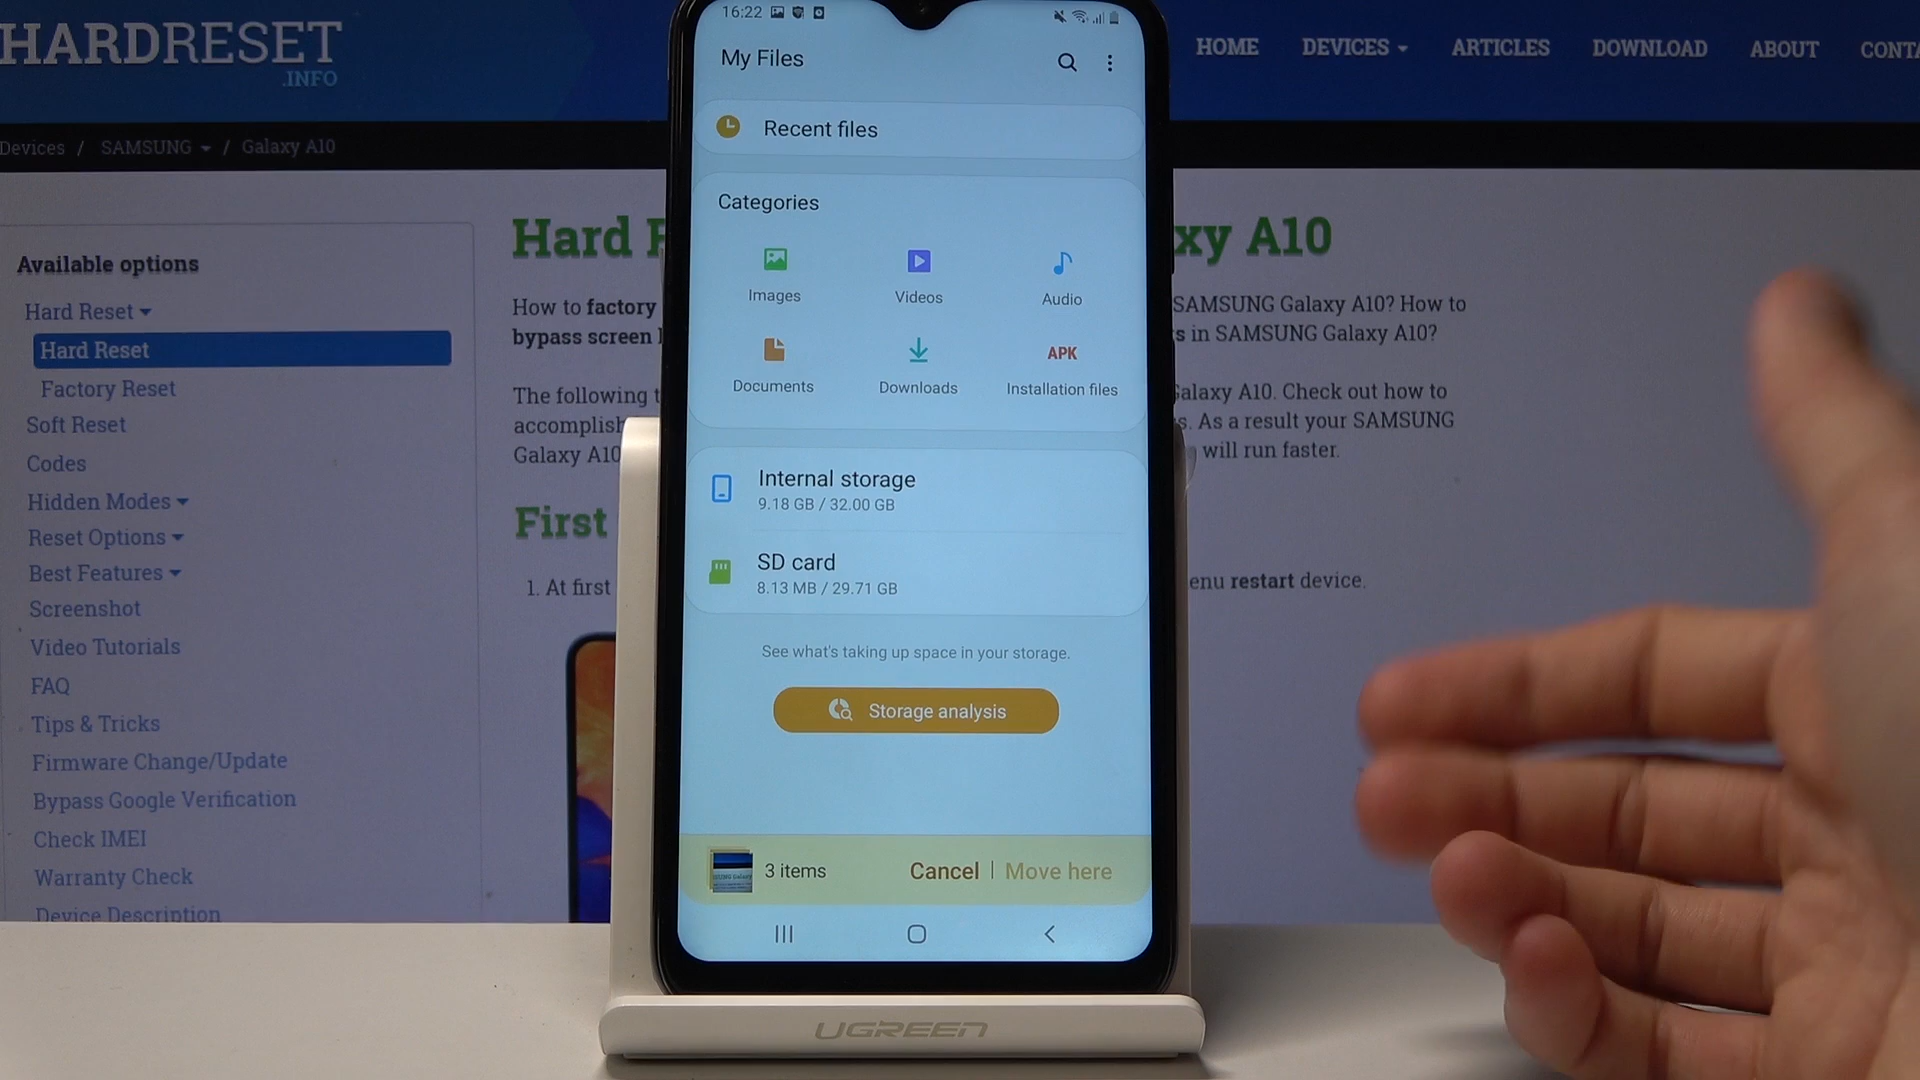 HARDRESET
.INFO
HOME DEVICES ARTICLES DOWNLOAD ABOUT CONTA
Devices / SAMSUNG / Galaxy A10
Available options
Hard Reset
Hard Reset
Factory Reset
Soft Reset
Codes
Hidden Modes
Reset Options
Best Features
Screenshot
Video Tutorials
FAQ
Tips & Tricks
Firmware Change/Update
Bypass Google Verification
Check IMEI
Warranty Check
Device Description
Hard R
xy A10
How to factory
SAMSUNG Galaxy A10? How to
bypass screen l
s in SAMSUNG Galaxy A10?
The following t
Galaxy A10. Check out how to
accomplish
s. As a result your SAMSUNG
Galaxy A10
will run faster.
First
1. At first
enu restart device.
16:22
My Files
Recent files
Categories
Images Videos Audio
Documents Downloads APK Installation files
Internal storage
9.18 GB / 32.00 GB
SD card
8.13 MB / 29.71 GB
See what's taking up space in your storage.
Storage analysis
3 items Cancel | Move here
UGREEN